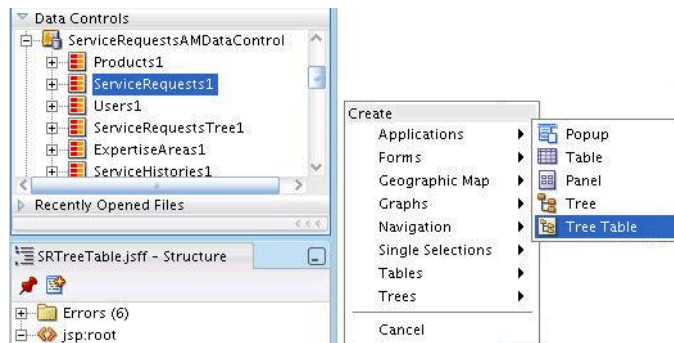 Data Controls
ServiceRequestsAMDataControl
Products1
ServiceRequests1
Users1
ServiceRequestsTree1
ExpertiseAreas1
ServiceHistories1
Recently Opened Files
SRTreeTable.jsff - Structure
Errors (6)
jsp:root
Create
Applications
Forms
Geographic Map
Graphs
Navigation
Single Selections
Tables
Trees
Cancel
Popup
Table
Panel
Tree
Tree Table